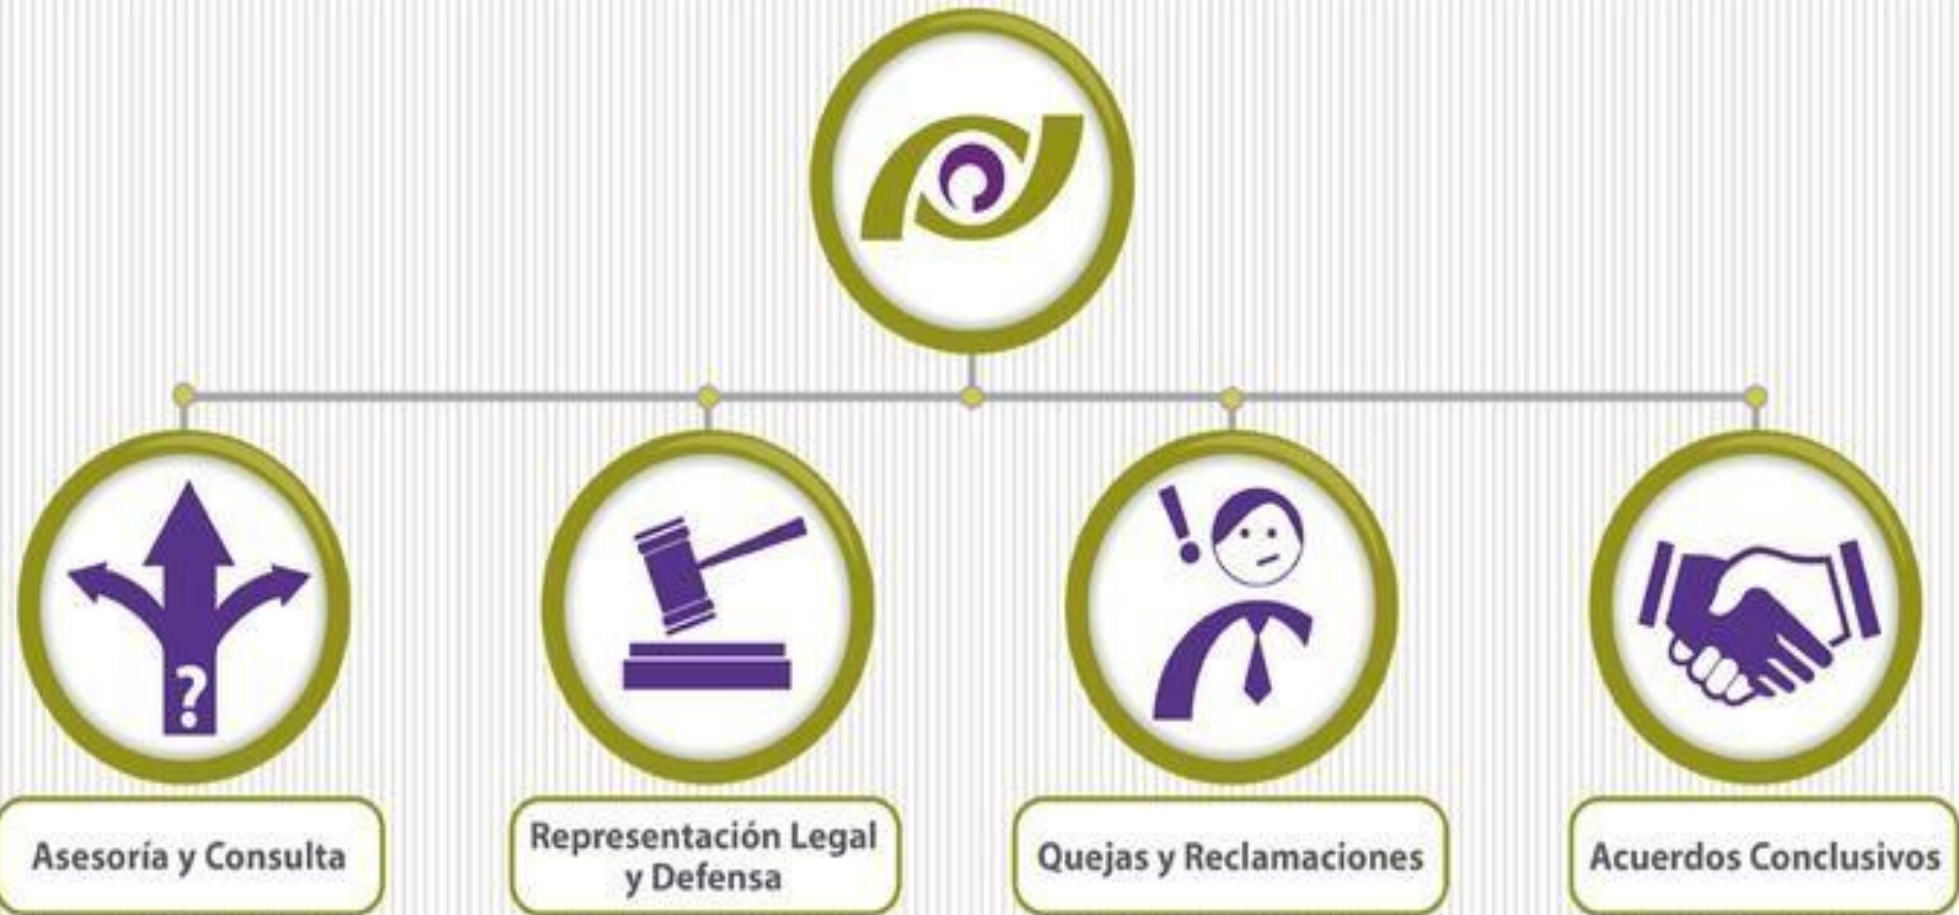 ?
!
Asesoría y Consulta
Representación Legal
y Defensa
Quejas y Reclamaciones
Acuerdos Conclusivos